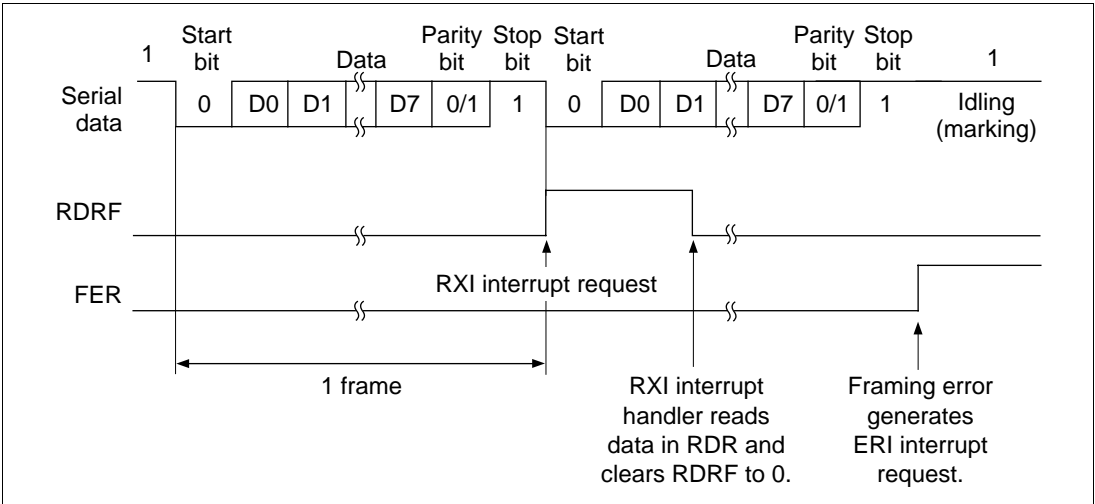 1
Start
bit
Data
Parity
bit
Stop
bit
Start
bit
Data
Parity
bit
Stop
bit
1
Serial
data
0 D0 D1 D7 0/1 1 0 D0 D1 D7 0/1 1
Idling
(marking)
RDRF
RXI interrupt request
FER
1 frame
RXI interrupt
handler reads
data in RDR and
clears RDRF to 0.
Framing error
generates
ERI interrupt
request.